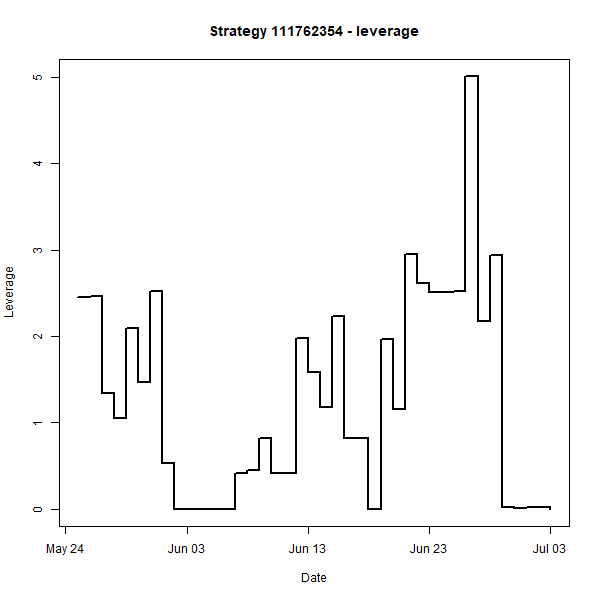 Strategy 111762354 - leverage
Leverage
5
4
3
2
1
0
May 24
Jun 03
Jun 13
Jun 23
Jul 03
Date